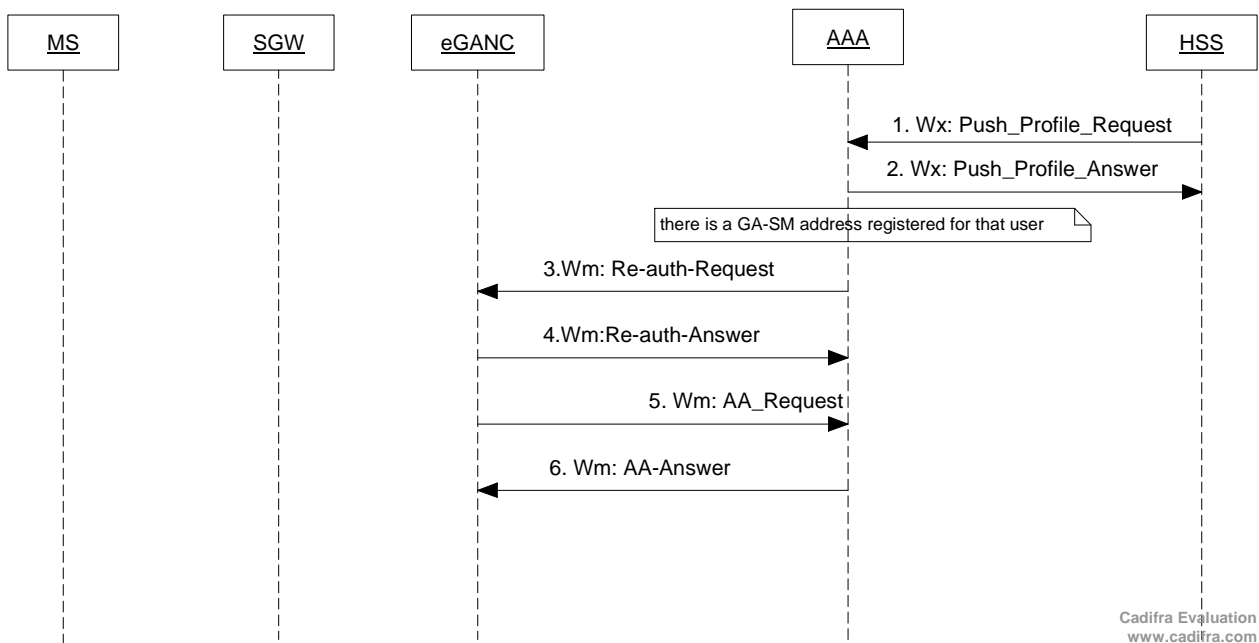 MS
SGW
eGANC
AAA
HSS
1. Wx: Push_Profile_Request
2. Wx: Push_Profile_Answer
there is a GA-SM address registered for that user
3.Wm: Re-auth-Request
4.Wm:Re-auth-Answer
5. Wm: AA_Request
6. Wm: AA-Answer
Cadifra Evaluation
www.cadifra.com